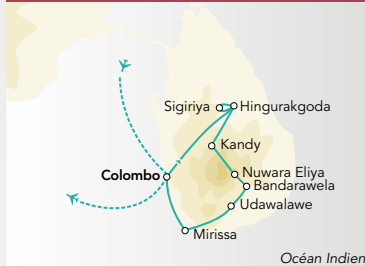 Sigiriya Hingurakgoda
Kandy
Colombo
Nuwara Eliya
Bandarawela
Udawalawe
Mirissa
Océan Indien